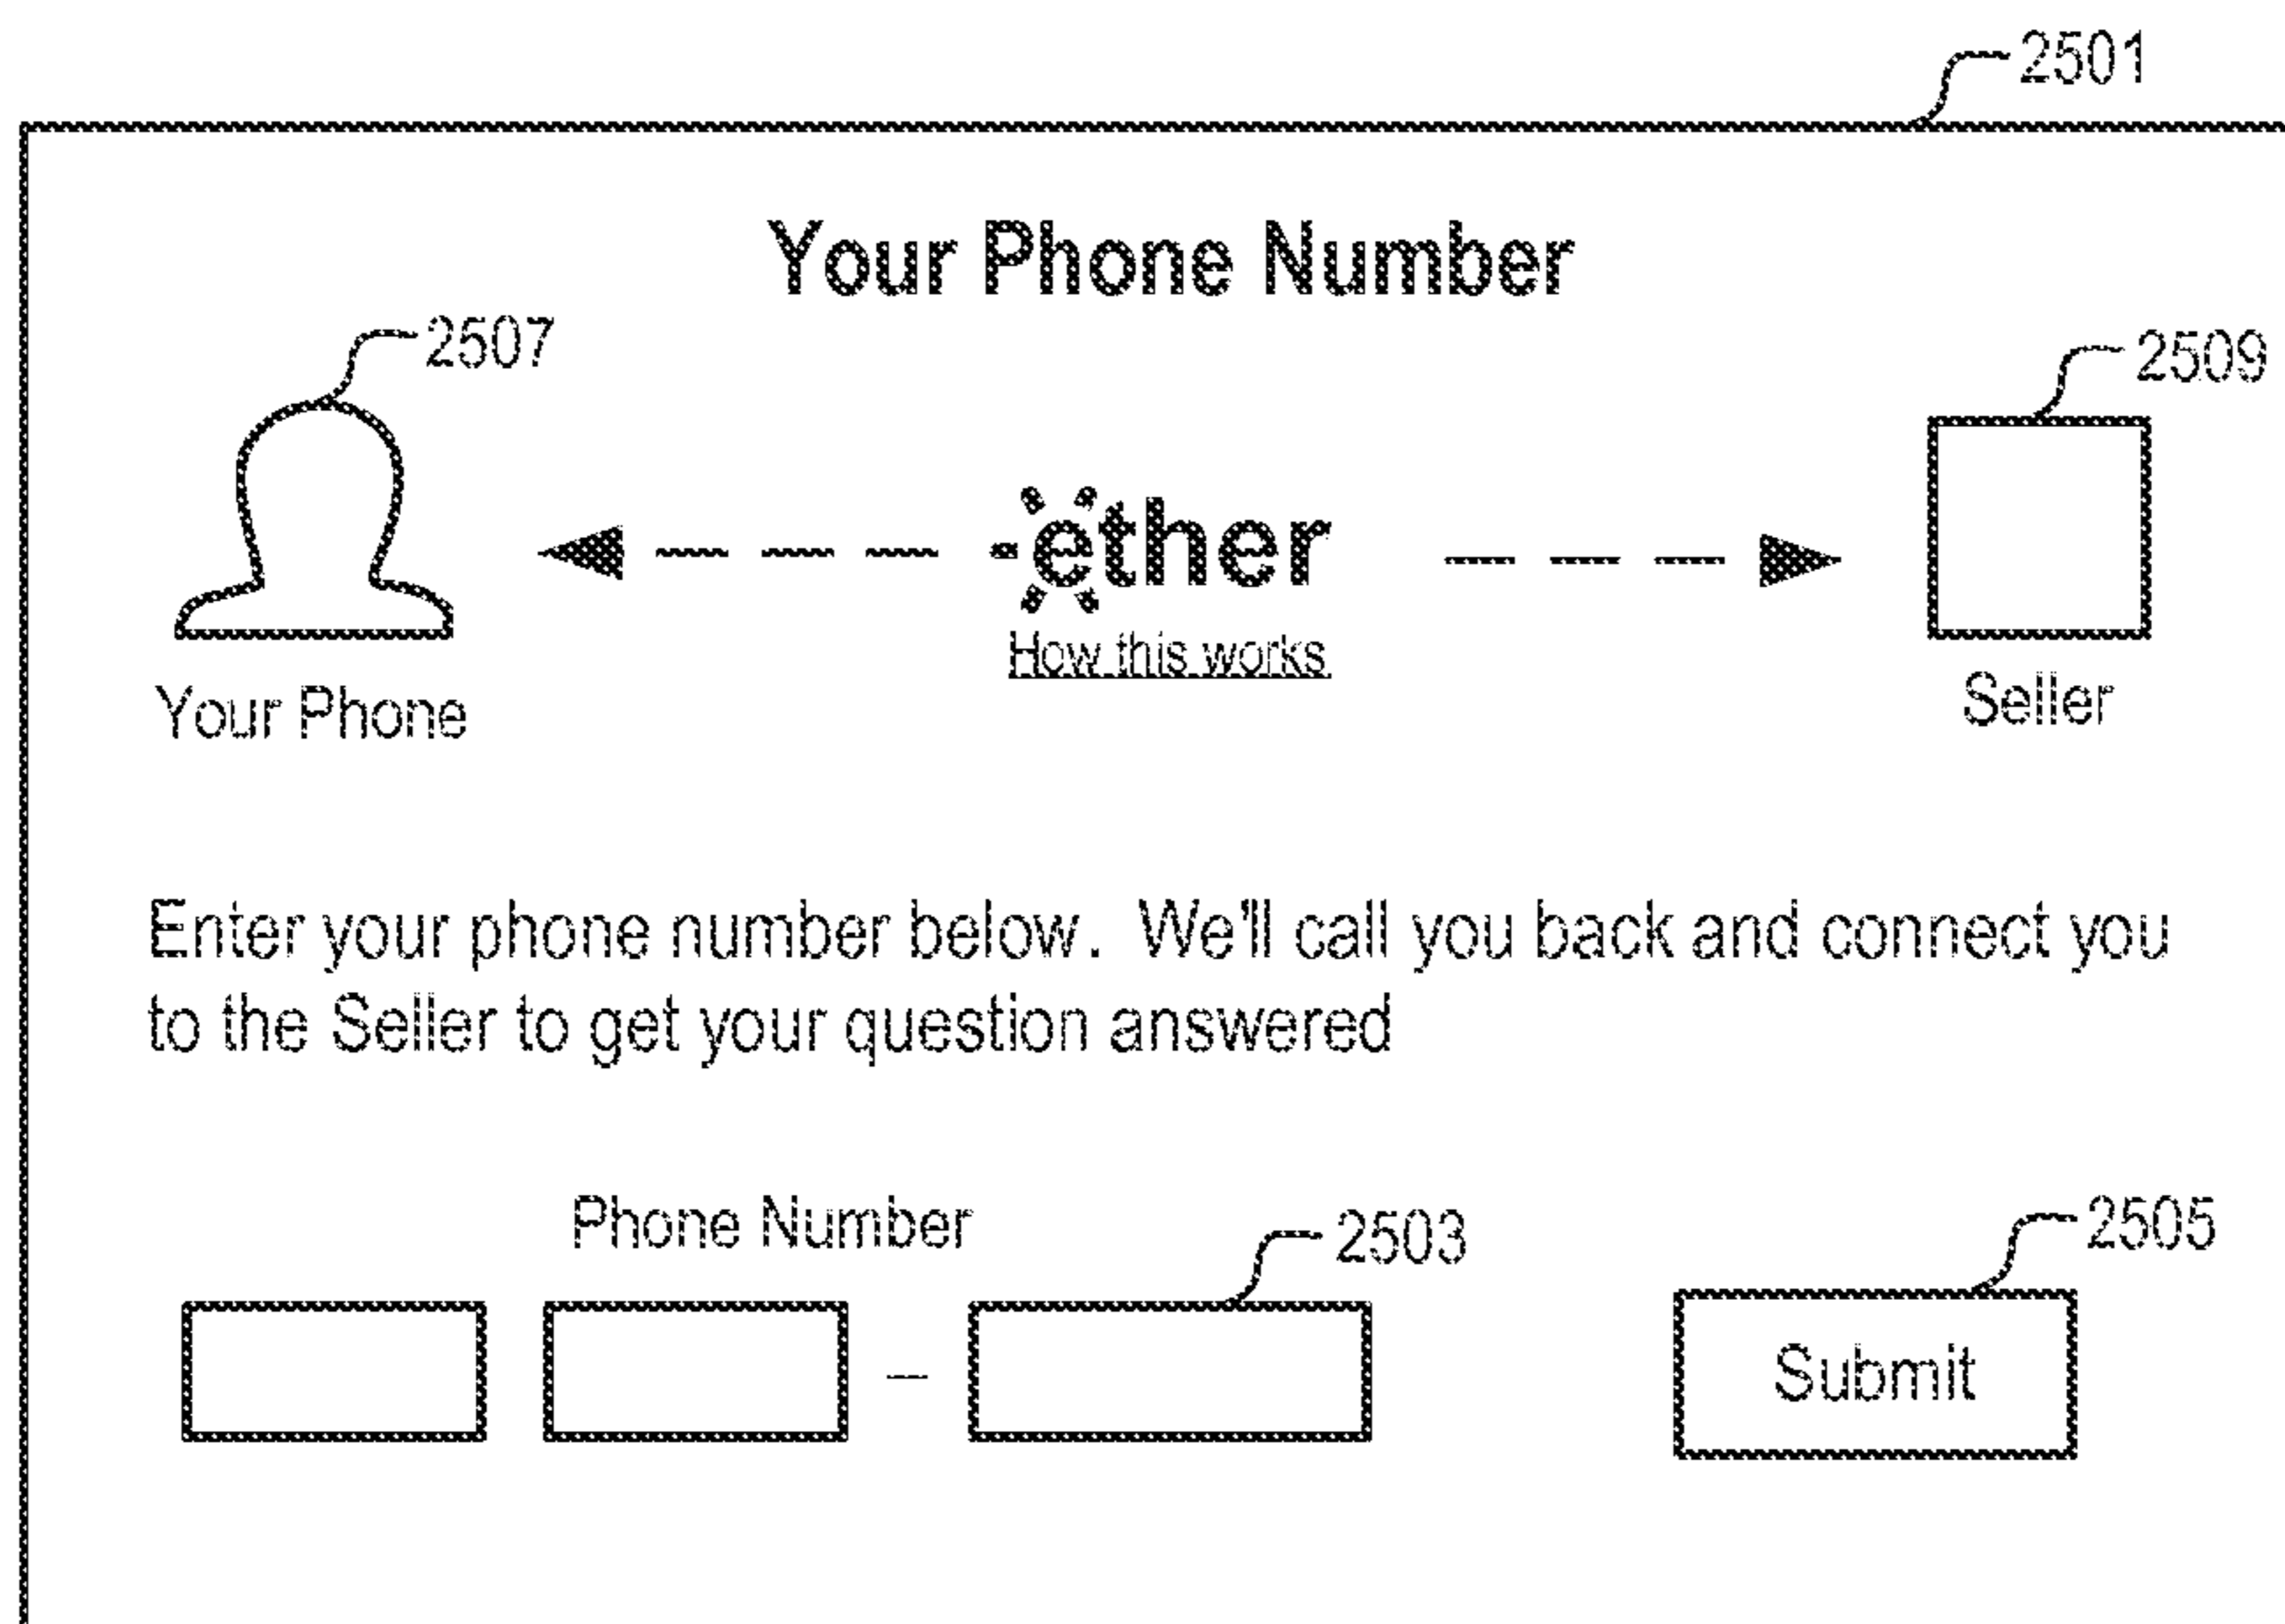 2501
Your Phone Number
2507
2509
ether
How this works
Your Phone
Seller
Enter your phone number below. We'll call you back and connect you
to the Seller to get your question answered
Phone Number
2503
2505
–
Submit